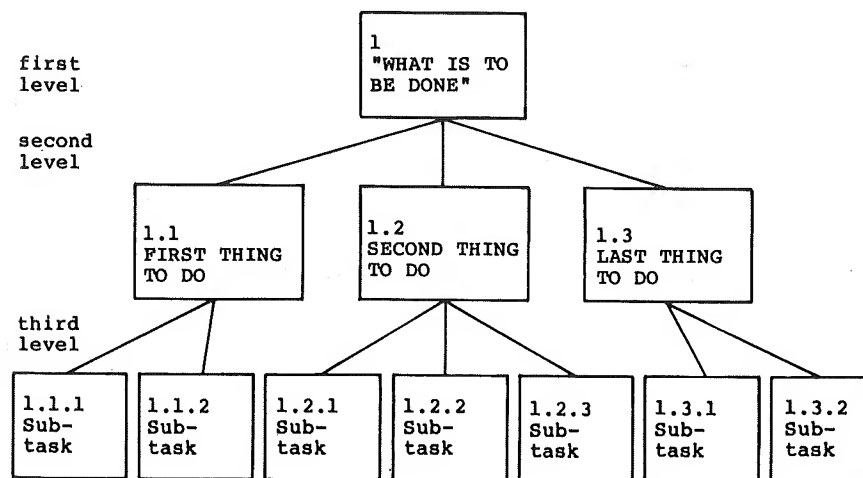 first
level
1
"WHAT IS TO
BE DONE"
second
level
1.1
FIRST THING
TO DO
1.2
SECOND THING
TO DO
1.3
LAST THING
TO DO
third
level
1.1.1
Sub-
task
1.1.2
Sub-
task
1.2.1
Sub-
task
1.2.2
Sub-
task
1.2.3
Sub-
task
1.3.1
Sub-
task
1.3.2
Sub-
task